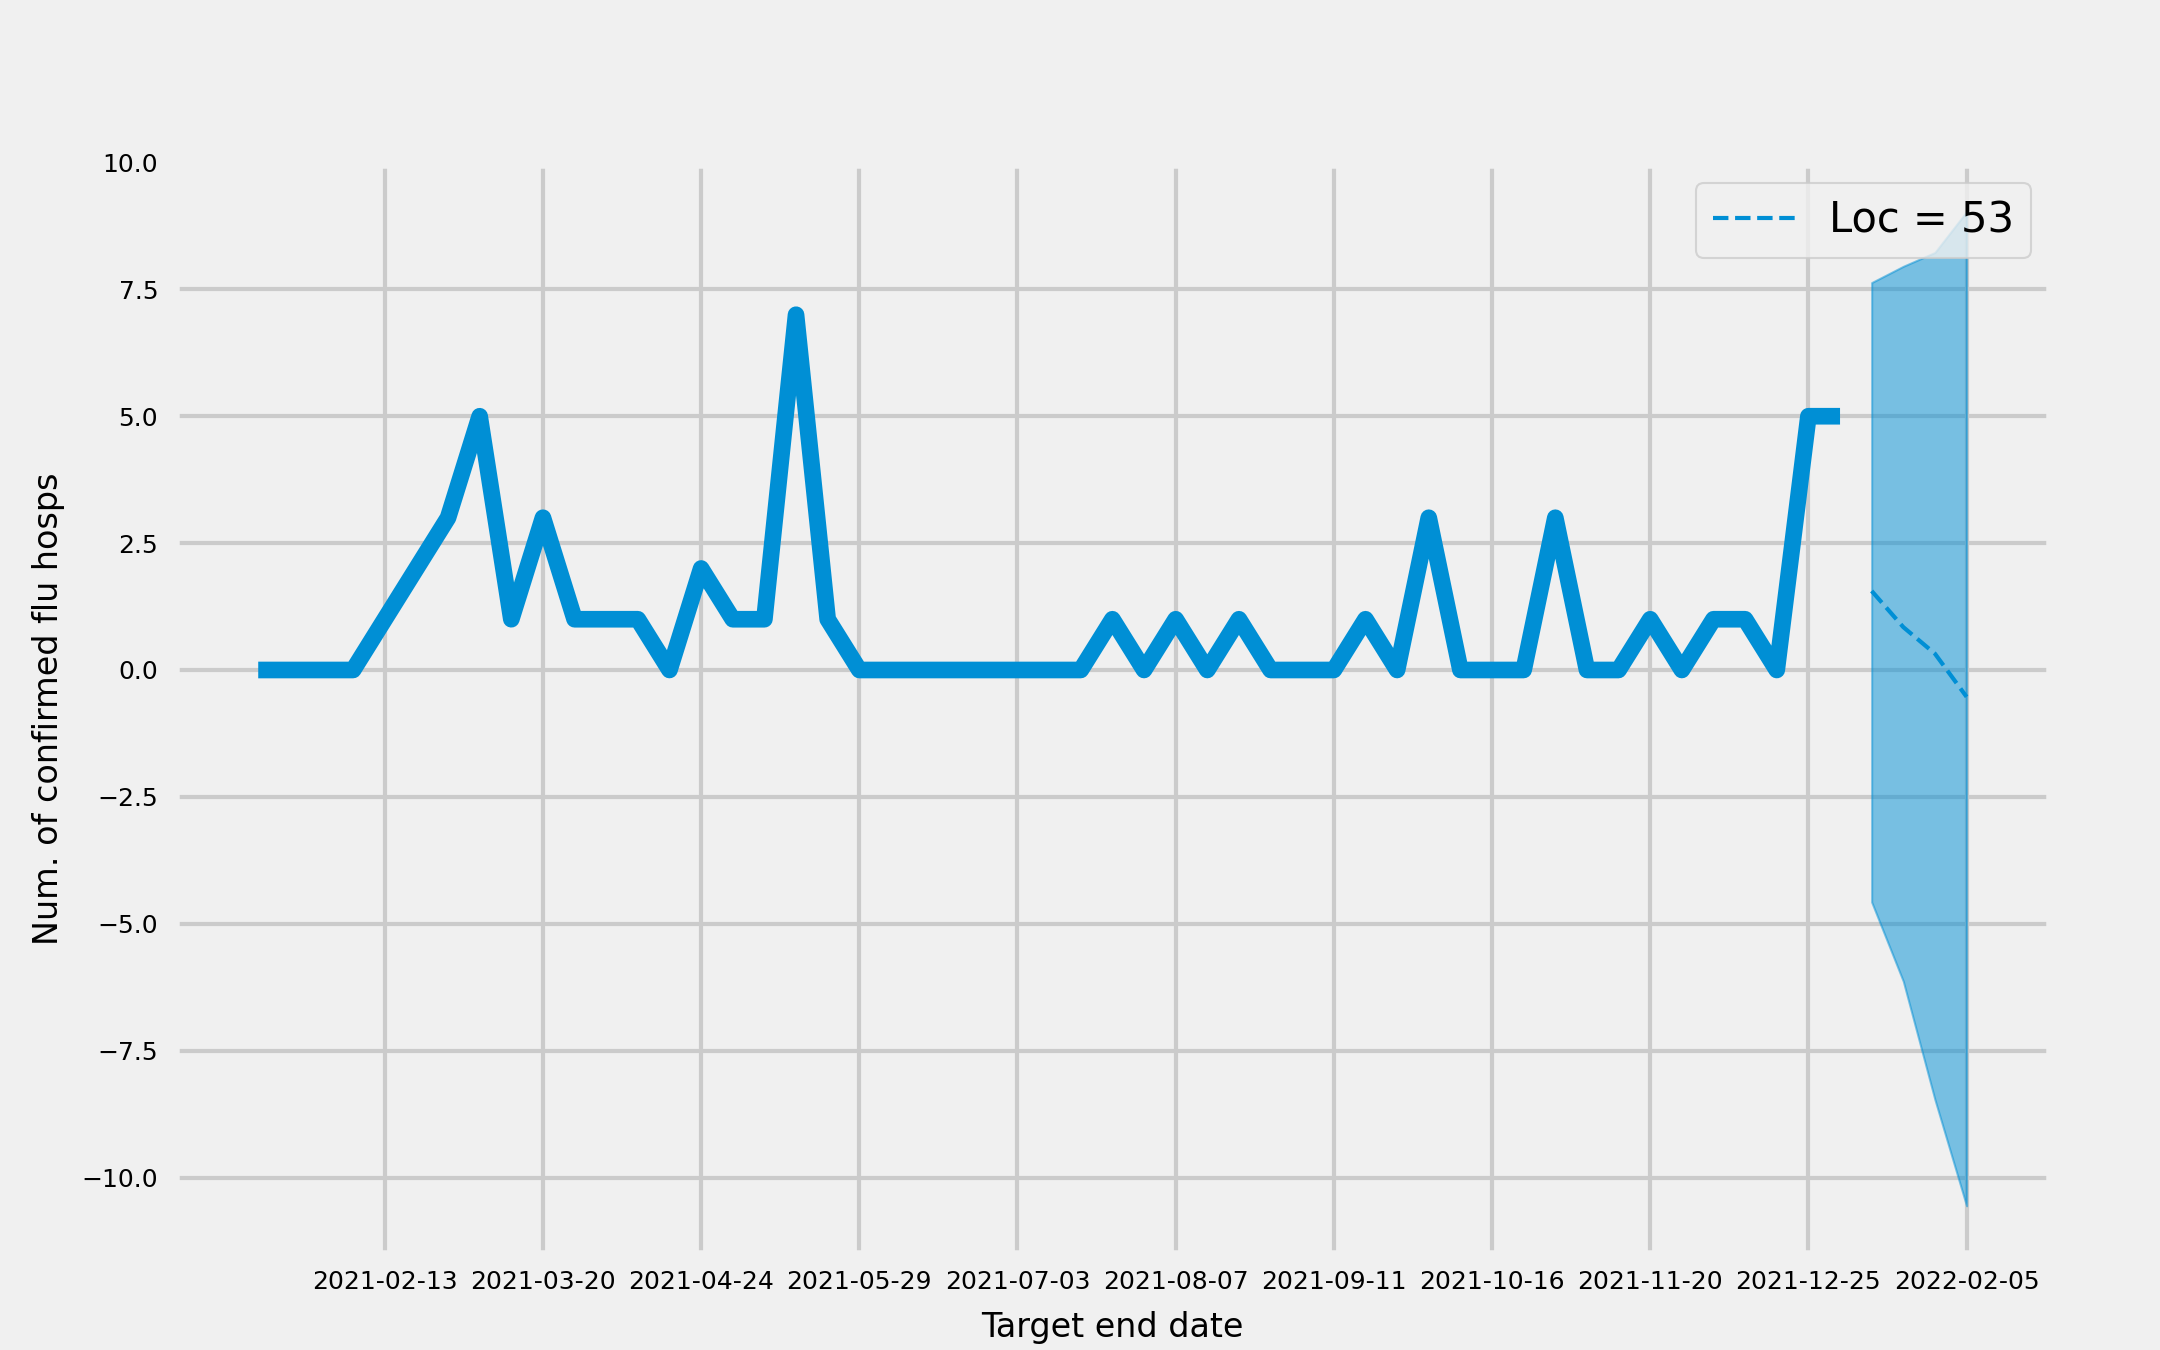 10.0
7.5
5.0
2.5
0.0
−2.5
−5.0
−7.5
−10.0
Num. of confirmed flu hosps
Loc = 53
2021-02-13 2021-03-20 2021-04-24 2021-05-29 2021-07-03 2021-08-07 2021-09-11 2021-10-16 2021-11-20 2021-12-25 2022-02-05
Target end date